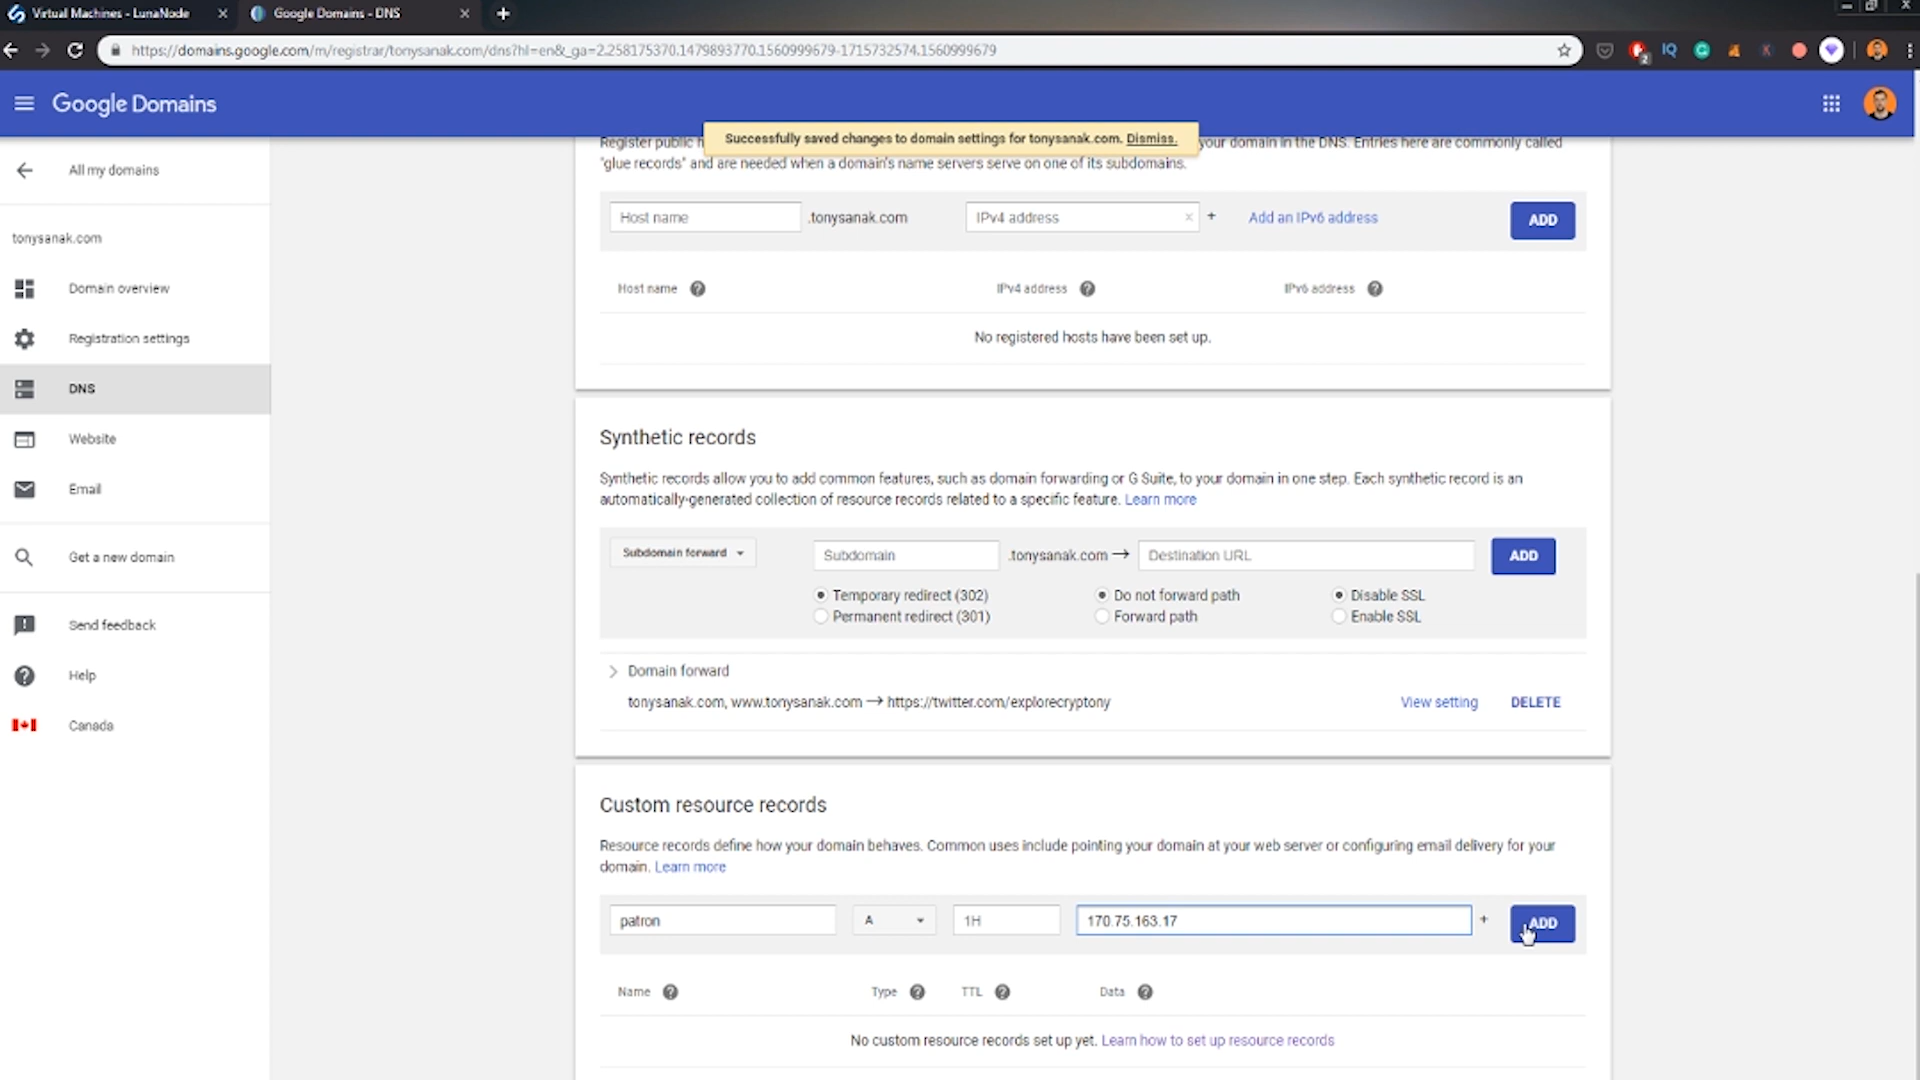 Virtual Machines - LunaNode
Google Domains - DNS
https://domains.google.com/m/registrar/tonysanak.com/dns?hl=en&_ga=2.258175370.1479893770.1560999679-1715732574.1560999679
2
IQ
Google Domains
Successfully saved changes to domain settings for tonysanak.com. Dismiss.
Register public h your domain in the DNS. Entries here are commonly called
"glue records" and are needed when a domain's name servers serve on one of its subdomains.
All my domains
tonysanak.com
Domain overview
Registration settings
DNS
Website
Email
Get a new domain
Send feedback
Help
Canada
Host name .tonysanak.com IPv4 address × + Add an IPv6 address ADD
Host name ? IPv4 address ? IPv6 address ?
No registered hosts have been set up.
Synthetic records
Synthetic records allow you to add common features, such as domain forwarding or G Suite, to your domain in one step. Each synthetic record is an
automatically-generated collection of resource records related to a specific feature. Learn more
Subdomain forward Subdomain .tonysanak.com → Destination URL ADD
Temporary redirect (302) Do not forward path Disable SSL
Permanent redirect (301) Forward path Enable SSL
Domain forward
tonysanak.com, www.tonysanak.com → https://twitter.com/explorecryptony View setting DELETE
Custom resource records
Resource records define how your domain behaves. Common uses include pointing your domain at your web server or configuring email delivery for your
domain. Learn more
patron A 1H 170.75.163.17 + ADD
Name ? Type ? TTL ? Data ?
No custom resource records set up yet. Learn how to set up resource records